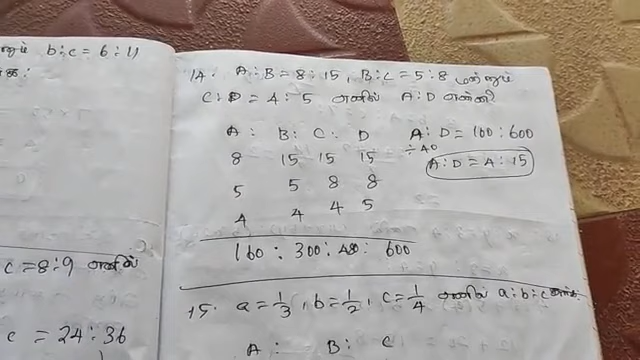 b:c = 6:11
c = 8:9 எனில்
c = 24:36
14. A:B = 8:15, B:C = 5:8 மற்றும்
C:D = 4:5 எனில் A:D என்ன?
A: B: C: D
8 15 15 15
5 5 8 8
4 4 4 5
160 : 300 : 480 : 600
A:D = 160:600
÷40
A:D = 4:15
15. a = 1/3, b = 1/2, c = 1/4 எனில் a:b:c
A: B: C